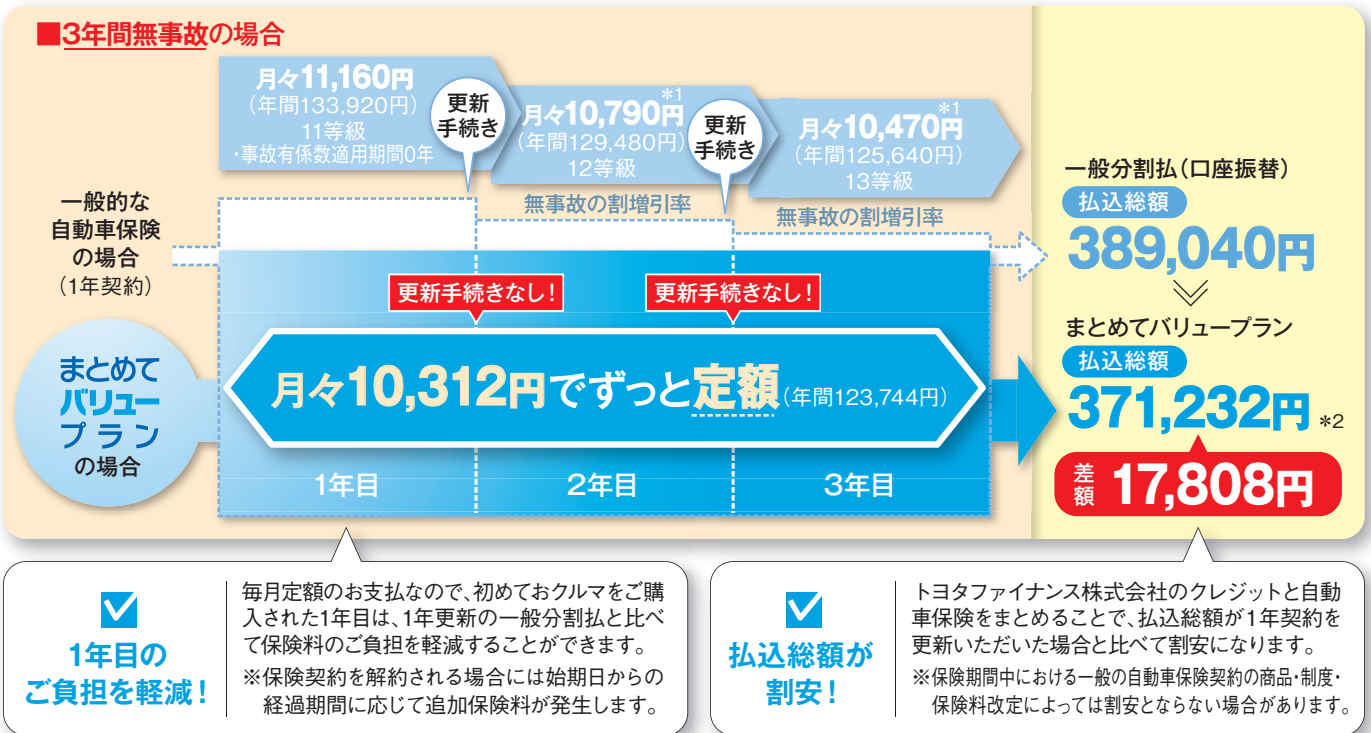 ■3年間無事故の場合
月々11,160円
(年間133,920円)
11等級
・事故有係数適用期間0年
更新
手続き
月々10,790円*1
(年間129,480円)
12等級
更新
手続き
月々10,470円*1
(年間125,640円)
13等級
無事故の割増引率
無事故の割増引率
一般的な
自動車保険
の場合
(1年契約)
一般分割払(口座振替)
払込総額
389,040円
更新手続きなし!
更新手続きなし!
まとめて
バリュー
プラン
の場合
月々10,312円でずっと定額(年間123,744円)
1年目
2年目
3年目
まとめてバリュープラン
払込総額
371,232円*2
差額 17,808円
1年目の
ご負担を軽減!
毎月定額のお支払なので、初めておクルマをご購
入された1年目は、1年更新の一般分割払と比べ
て保険料のご負担を軽減することができます。
※保険契約を解約される場合には始期日からの
経過期間に応じて追加保険料が発生します。
払込総額が
割安!
トヨタファイナンス株式会社のクレジットと自動
車保険をまとめることで、払込総額が1年契約を
更新いただいた場合と比べて割安になります。
※保険期間中における一般の自動車保険契約の商品・制度・
保険料改定によっては割安とならない場合があります。